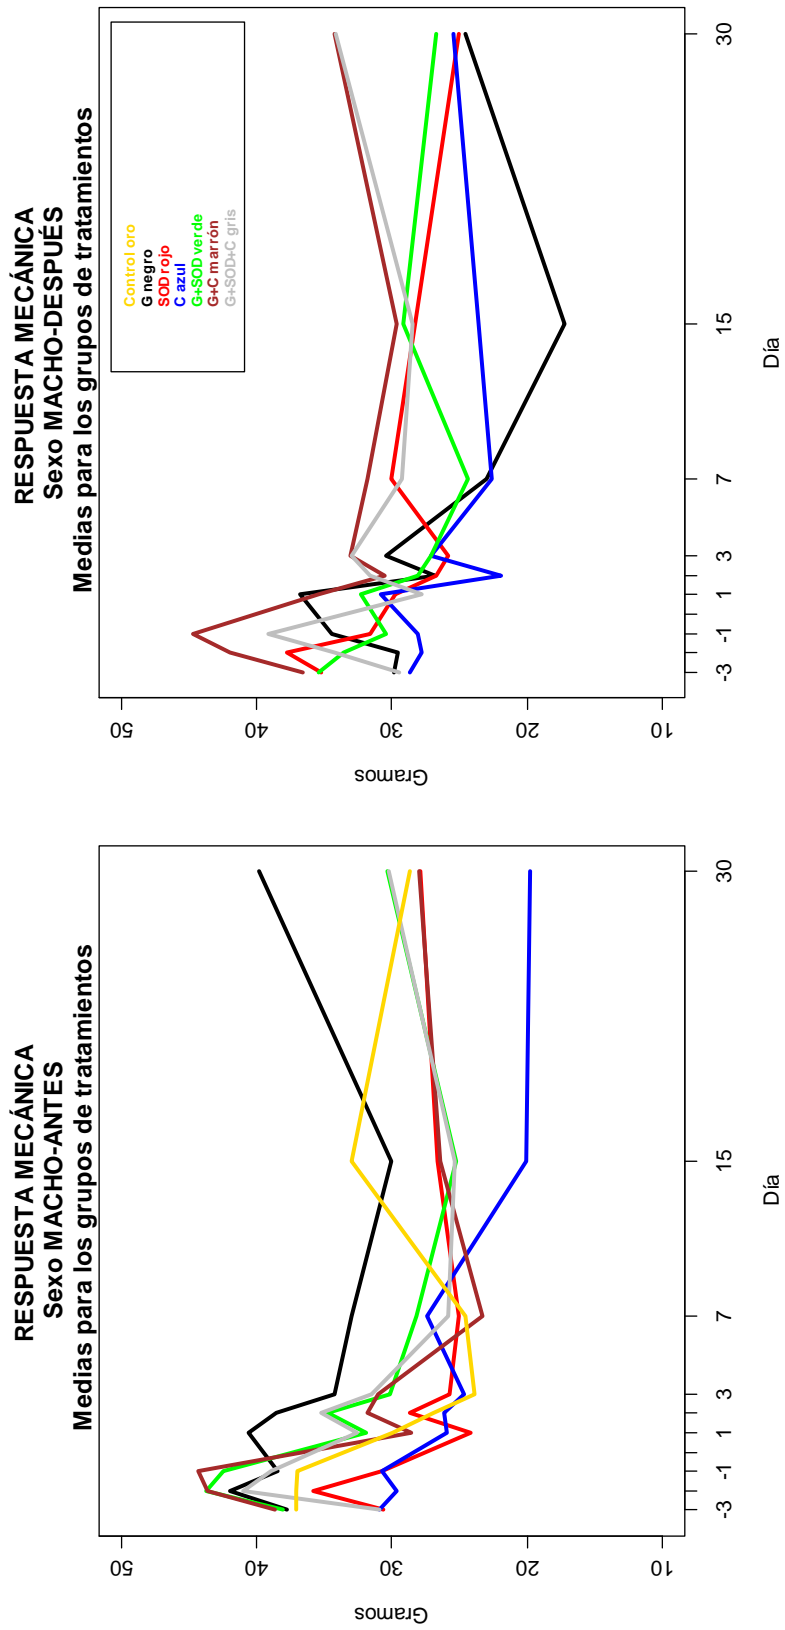 RESPUESTA MECÁNICA
Sexo MACHO-ANTES
Medias para los grupos de tratamientos
50
40
30
20
10
Gramos
-3
-1
1
3
7
15
30
Día
RESPUESTA MECÁNICA
Sexo MACHO-DESPUÉS
Medias para los grupos de tratamientos
Control oro
G negro
SOD rojo
C azul
G+SOD verde
G+C marrón
G+SOD+C gris
50
40
30
20
10
Gramos
-3
-1
1
3
7
15
30
Día